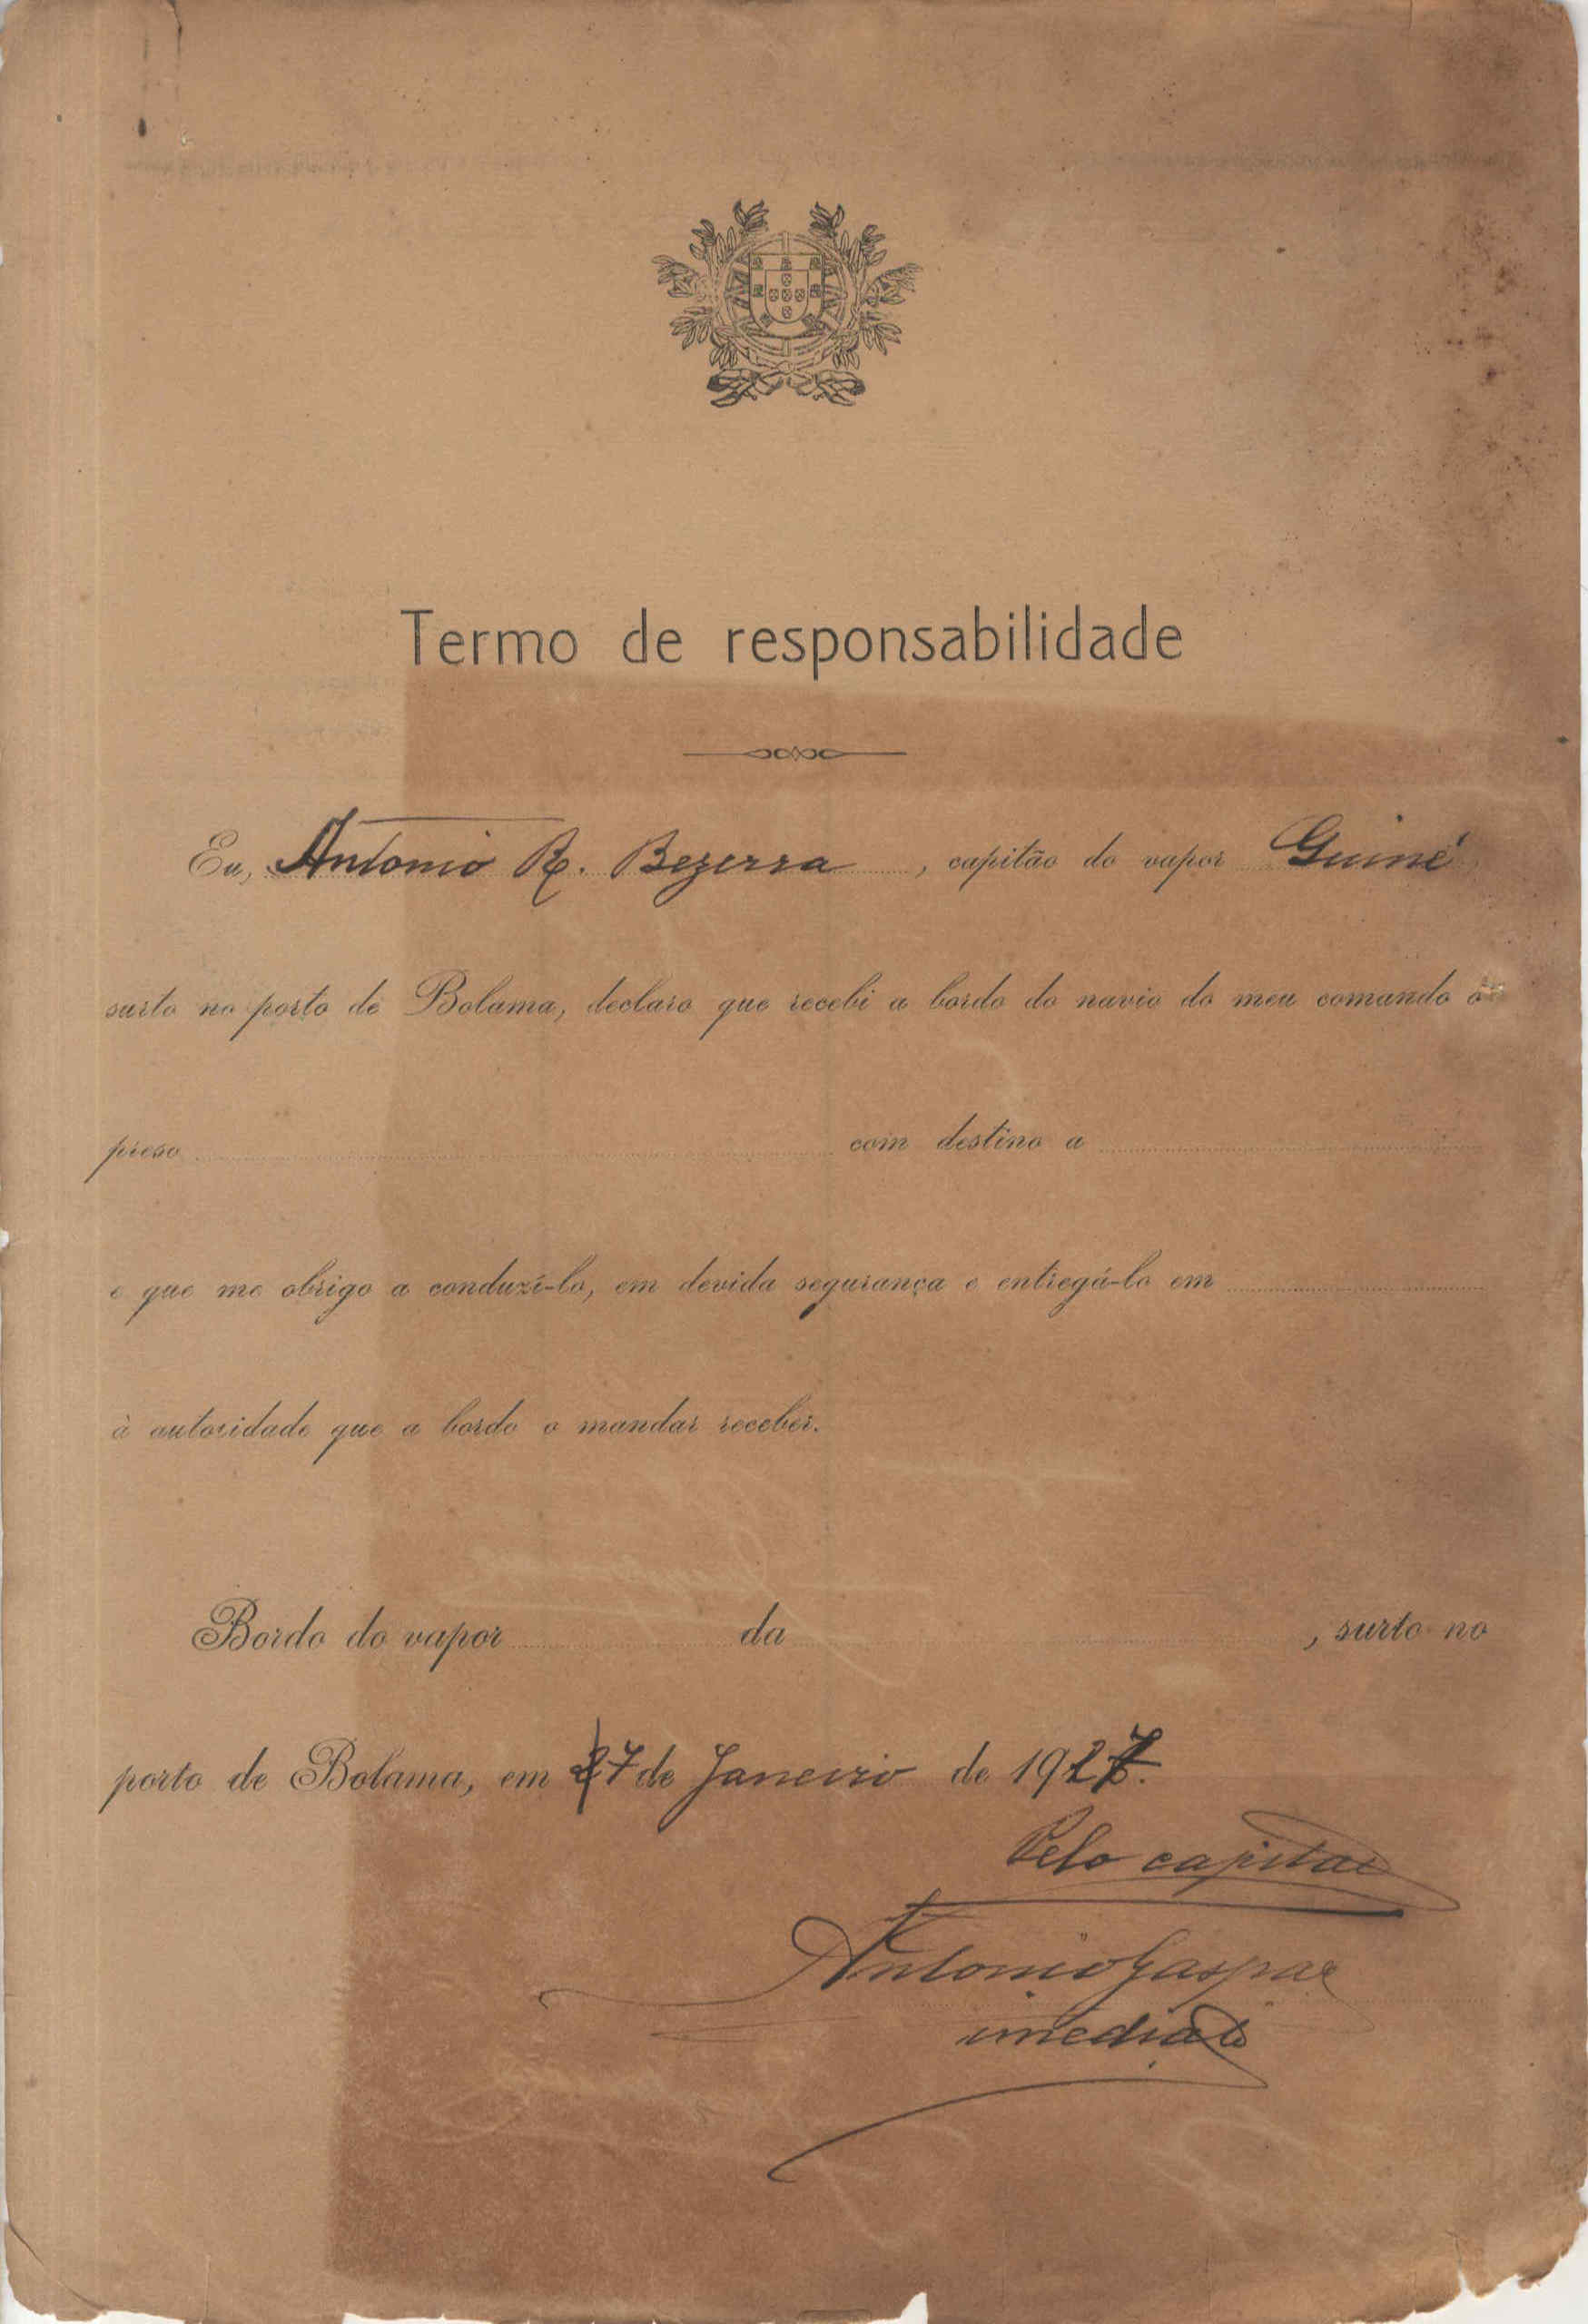 Termo de responsabilidade
Eu, Antonio R. Bezerra, capitão do vapor Guiné
surto no porto de Bolama, declaro que recebi a bordo do navio do meu comando o
preso com destino a
e que me obrigo a conduzí-lo, em devida segurança e entregá-lo em
à autoridade que a bordo o mandar receber.
Bordo do vapor da , surto no
porto de Bolama, em 27 de Janeiro de 1927.
Pelo capitão
Antonio Gaspar
imediato